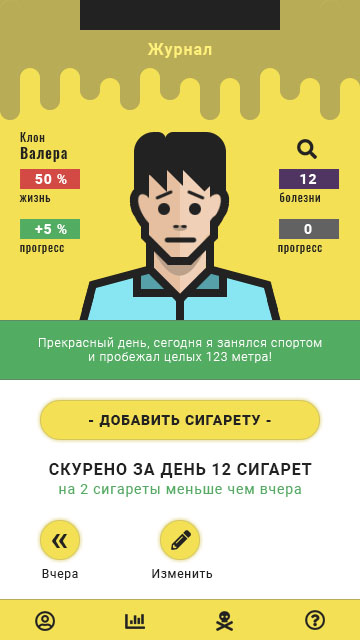 Журнал
Клон
Валера
50 %
жизнь
12
болезни
+5 %
прогресс
0
прогресс
Прекрасный день, сегодня я занялся спортом
и пробежал целых 123 метра!
- ДОБАВИТЬ СИГАРЕТУ -
СКУРЕНО ЗА ДЕНЬ 12 СИГАРЕТ
на 2 сигареты меньше чем вчера
Вчера
Изменить